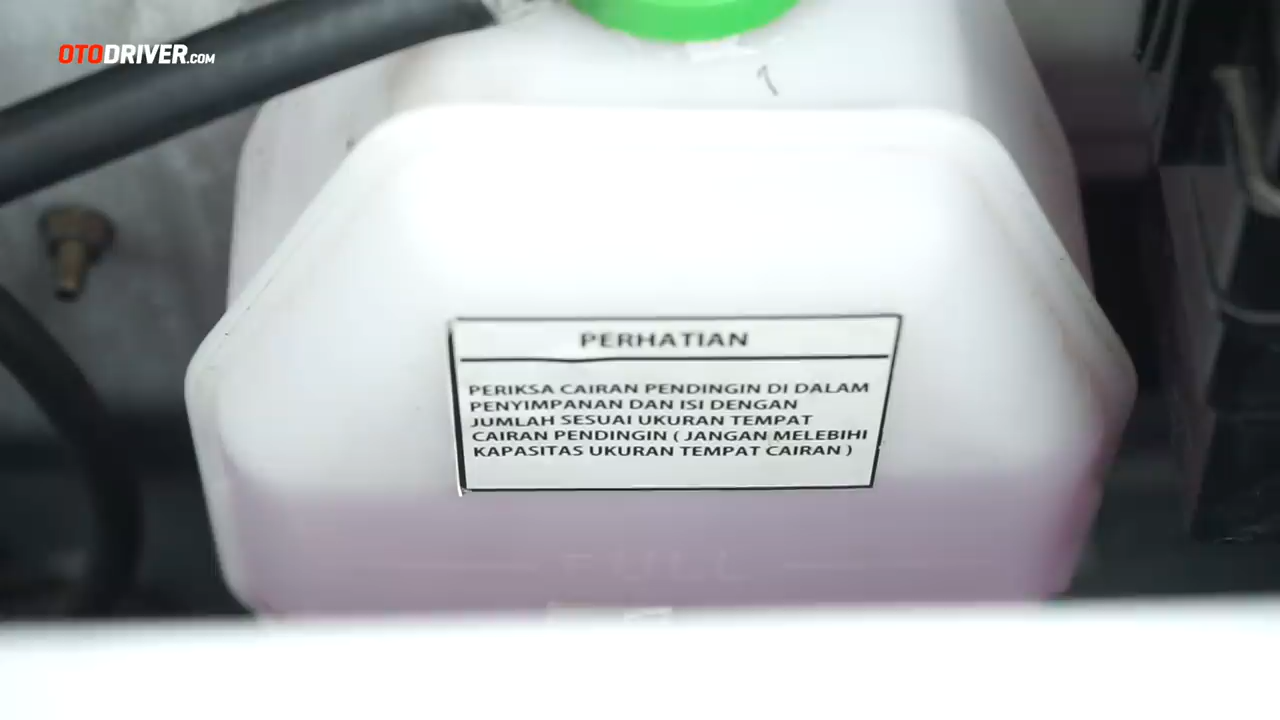 OTODRIVER.COM
PERHATIAN
PERIKSA CAIRAN PENDINGIN DI DALAM
PENYIMPANAN DAN ISI DENGAN
JUMLAH SESUAI UKURAN TEMPAT
CAIRAN PENDINGIN ( JANGAN MELEBIHI
KAPASITAS UKURAN TEMPAT CAIRAN )
FULL